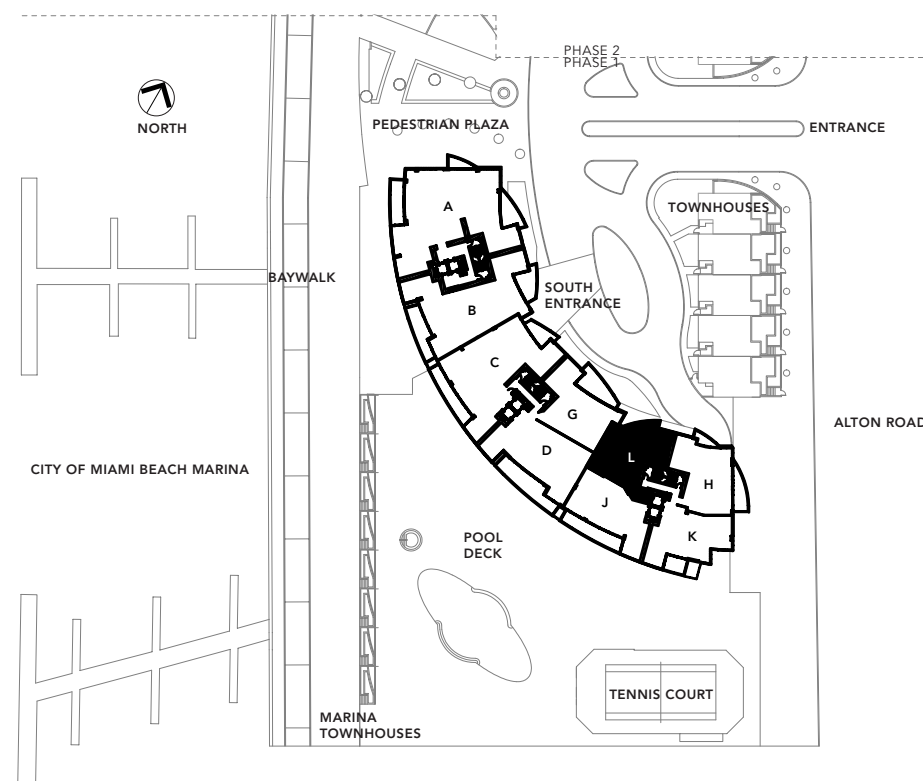 PHASE 2
PHASE 1
NORTH
PEDESTRIAN PLAZA
ENTRANCE
TOWNHOUSES
A
BAYWALK
SOUTH
ENTRANCE
B
C
G
ALTON ROAD
D
L
CITY OF MIAMI BEACH MARINA
H
J
K
POOL
DECK
TENNIS COURT
MARINA
TOWNHOUSES